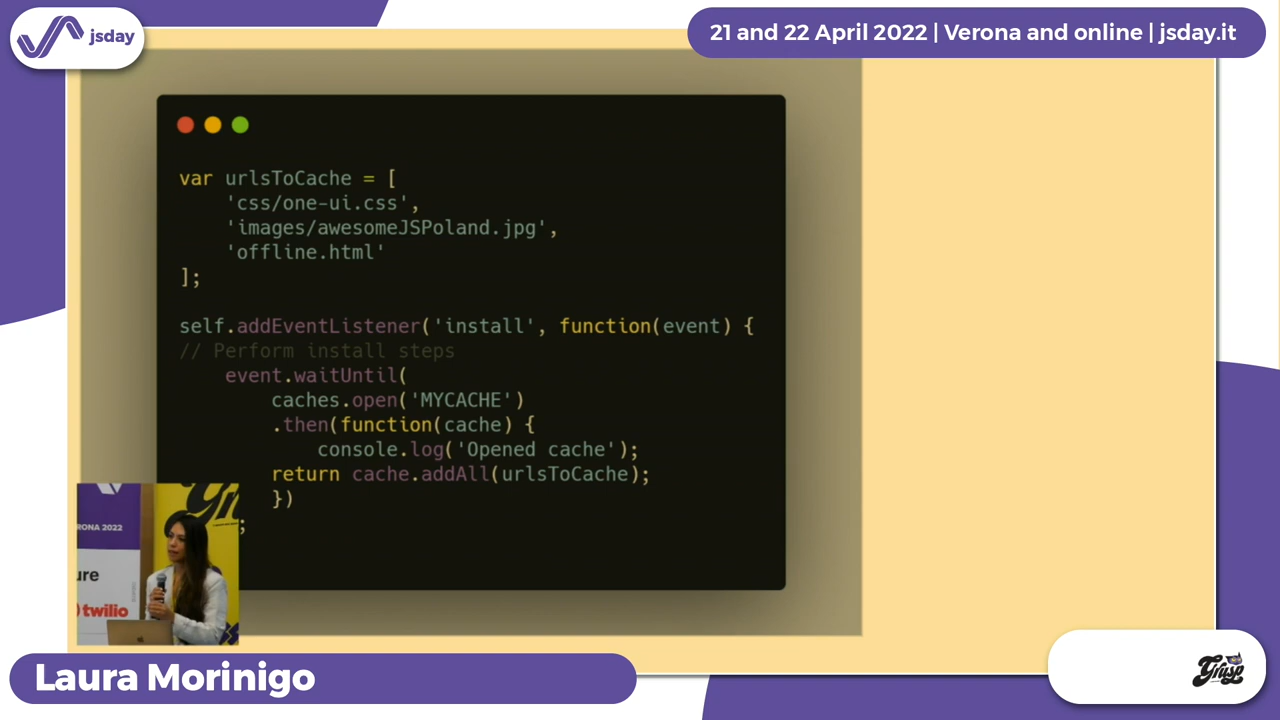 jsday
21 and 22 April 2022 | Verona and online | jsday.it
var urlsToCache = [
    'css/one-ui.css',
    'images/awesomeJSPoland.jpg',
    'offline.html'
];
self.addEventListener('install', function(event) {
// Perform install steps
    event.waitUntil(
        caches.open('MYCACHE')
        .then(function(cache) {
            console.log('Opened cache');
        return cache.addAll(urlsToCache);
        })
;
RONA 2022
ure
twilio
Laura Morinigo
Grusp